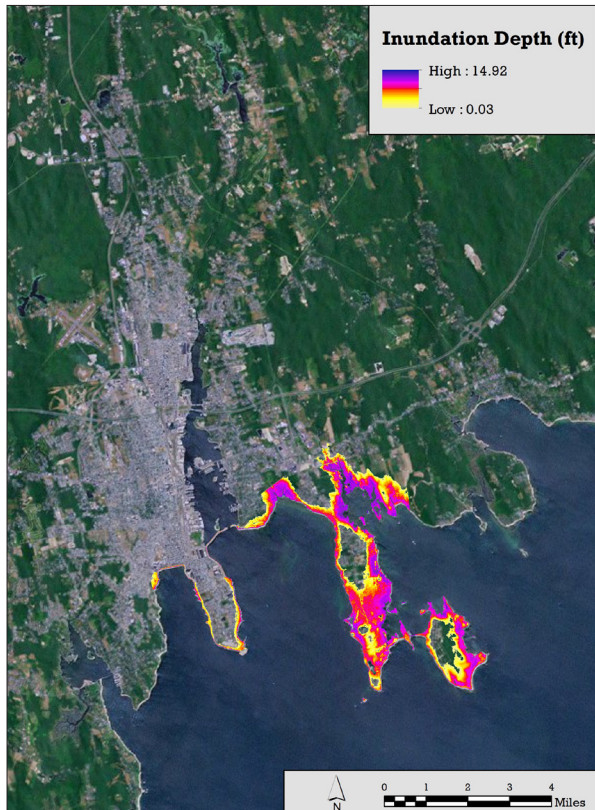 Inundation Depth (ft)
High : 14.92
Low : 0.03
N
0 1 2 3 4
Miles